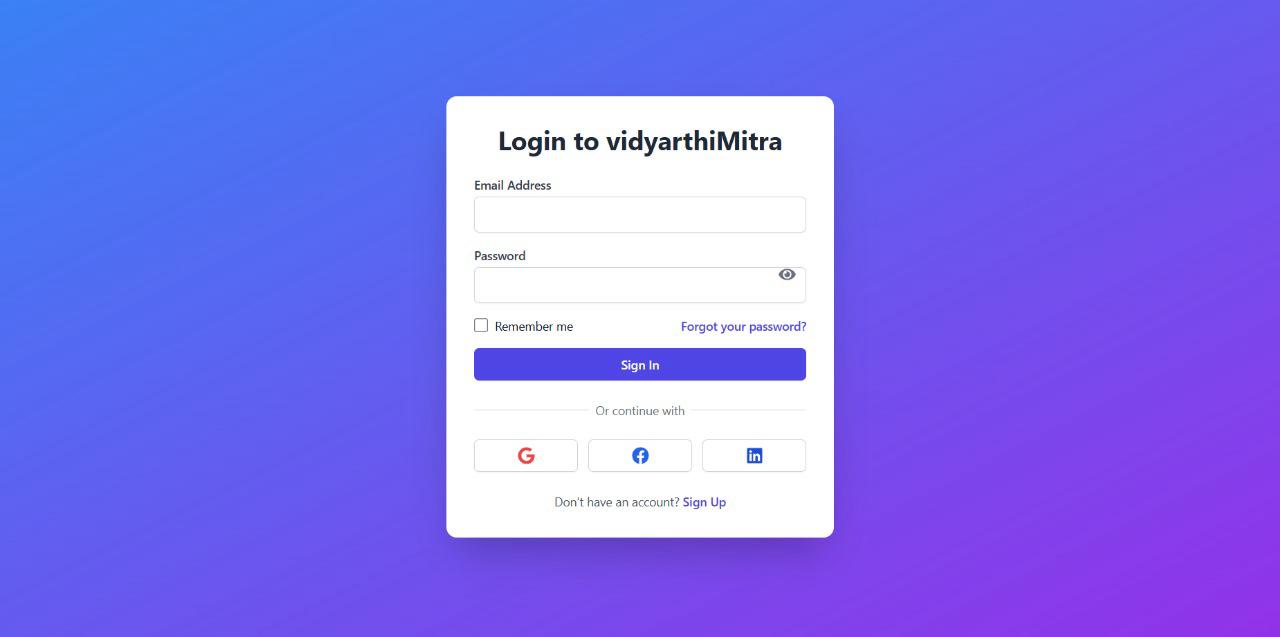 Login to vidyarthiMitra
Email Address
Password
Remember me
Forgot your password?
Sign In
Or continue with
Don't have an account? Sign Up